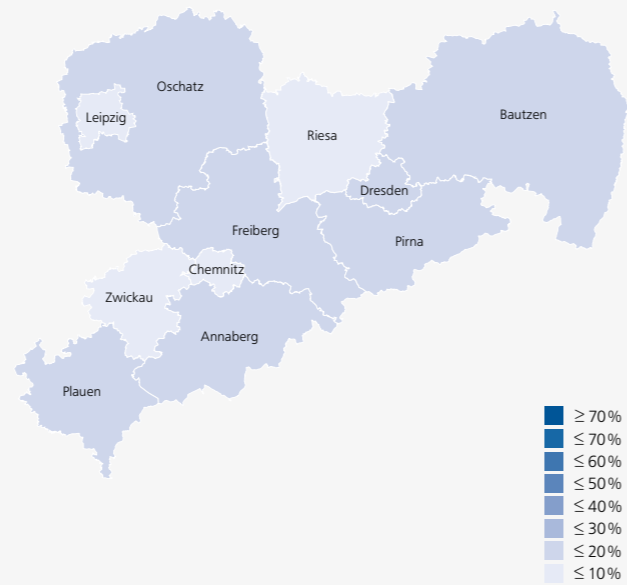 Oschatz
Leipzig
Bautzen
Riesa
Dresden
Freiberg
Pirna
Chemnitz
Zwickau
Annaberg
Plauen
≥ 70 %
≤ 70 %
≤ 60 %
≤ 50 %
≤ 40 %
≤ 30 %
≤ 20 %
≤ 10 %